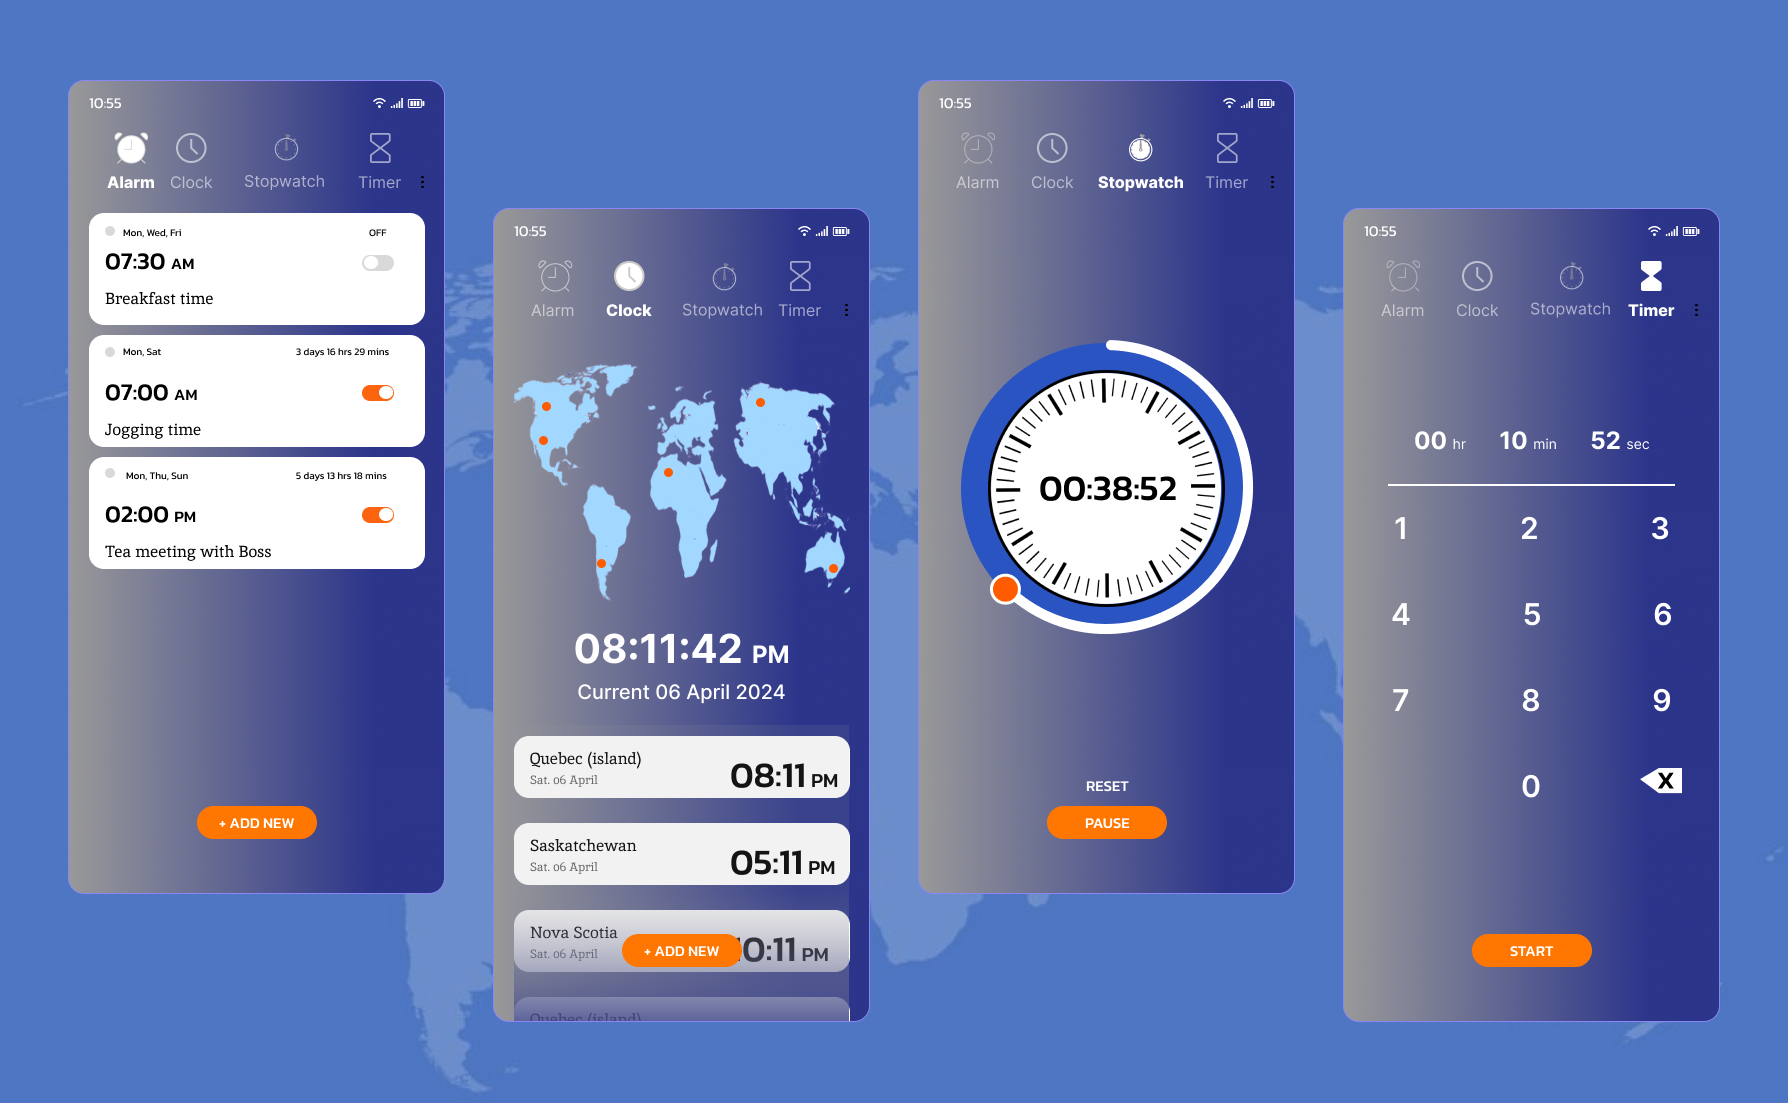 10:55
Alarm Clock Stopwatch Timer
Mon, Wed, Fri OFF
07:30 AM
Breakfast time
Mon, Sat 3 days 16 hrs 29 mins
07:00 AM
Jogging time
Mon, Thu, Sun 5 days 13 hrs 18 mins
02:00 PM
Tea meeting with Boss
+ ADD NEW
10:55
Alarm Clock Stopwatch Timer
08:11:42 PM
Current 06 April 2024
Quebec (island)
Sat. 06 April
08:11 PM
Saskatchewan
Sat. 06 April
05:11 PM
Nova Scotia
Sat. 06 April
10:11 PM
+ ADD NEW
Quebec (island)
10:55
Alarm Clock Stopwatch Timer
00:38:52
RESET
PAUSE
10:55
Alarm Clock Stopwatch Timer
00 hr 10 min 52 sec
1 2 3
4 5 6
7 8 9
0 X
START